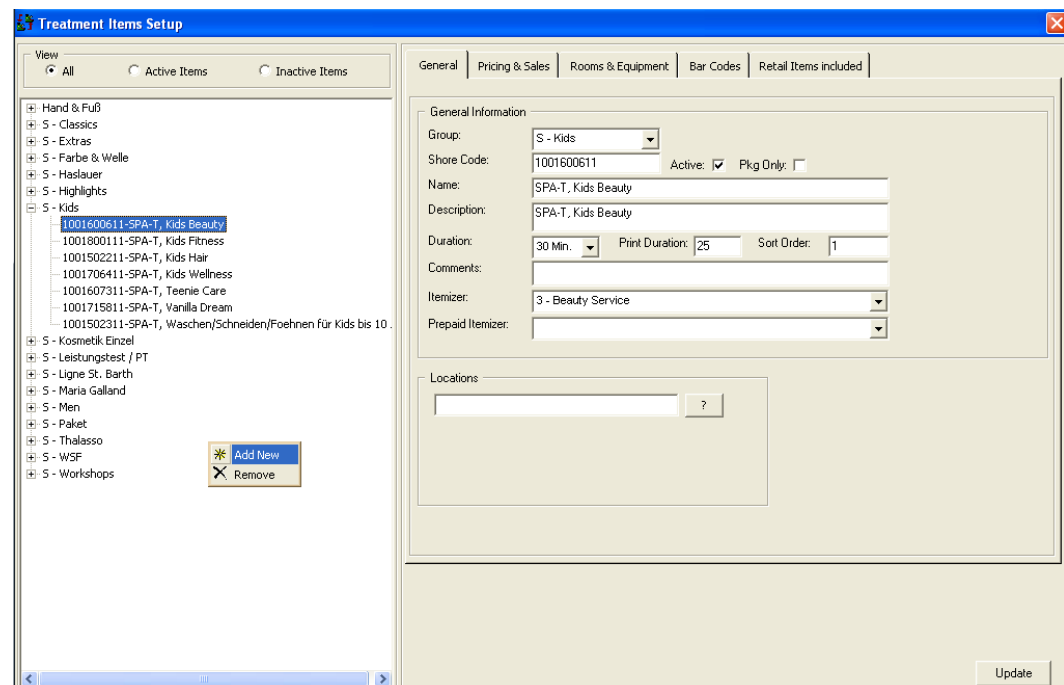 Treatment Items Setup
View
All Active Items Inactive Items
Hand & Fuß
S - Classics
S - Extras
S - Farbe & Welle
S - Haslauer
S - Highlights
S - Kids
1001600611-SPA-T, Kids Beauty
1001800111-SPA-T, Kids Fitness
1001502211-SPA-T, Kids Hair
1001706411-SPA-T, Kids Wellness
1001607311-SPA-T, Teenie Care
1001715811-SPA-T, Vanilla Dream
1001502311-SPA-T, Waschen/Schneiden/Foehnen für Kids bis 10 .
S - Kosmetik Einzel
S - Leistungstest / PT
S - Ligne St. Barth
S - Maria Galland
S - Men
S - Paket
S - Thalasso
S - WSF
S - Workshops
Add New
Remove
General Pricing & Sales Rooms & Equipment Bar Codes Retail Items included
General Information
Group: S - Kids
Shore Code: 1001600611 Active: Pkg Only:
Name: SPA-T, Kids Beauty
Description: SPA-T, Kids Beauty
Duration: 30 Min. Print Duration: 25 Sort Order: 1
Comments:
Itemizer: 3 - Beauty Service
Prepaid Itemizer:
Locations
?
Update